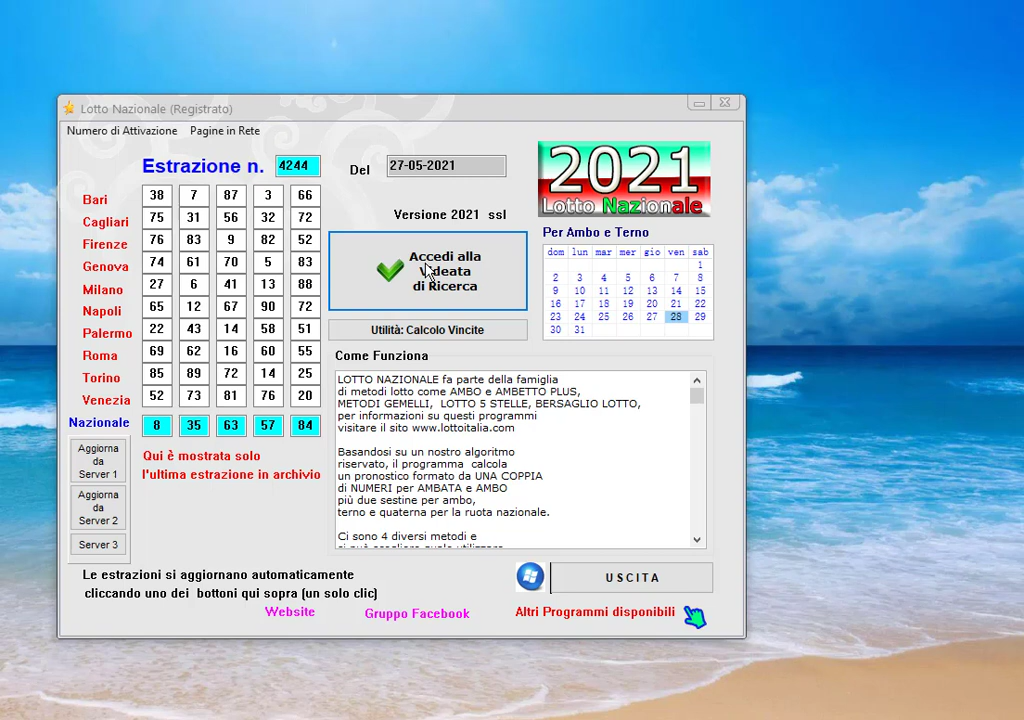 Lotto Nazionale (Registrato)
Numero di Attivazione Pagine in Rete
Estrazione n. 4244 Del 27-05-2021
Versione 2021 ssl
2021
Lotto Nazionale
Bari 38 7 87 3 66
Cagliari 75 31 56 32 72
Firenze 76 83 9 82 52
Genova 74 61 70 5 83
Milano 27 6 41 13 88
Napoli 65 12 67 90 72
Palermo 22 43 14 58 51
Roma 69 62 16 60 55
Torino 85 89 72 14 25
Venezia 52 73 81 76 20
Nazionale 8 35 63 57 84
Aggiorna
da
Server 1
Aggiorna
da
Server 2
Server 3
Qui è mostrata solo
l'ultima estrazione in archivio
Accedi alla
Videata
di Ricerca
Utilità: Calcolo Vincite
Per Ambo e Terno
dom lun mar mer gio ven sab
1
2 3 4 5 6 7 8
9 10 11 12 13 14 15
16 17 18 19 20 21 22
23 24 25 26 27 28 29
30 31
Come Funziona
LOTTO NAZIONALE fa parte della famiglia
di metodi lotto come AMBO e AMBETTO PLUS,
METODI GEMELLI, LOTTO 5 STELLE, BERSAGLIO LOTTO,
per informazioni su questi programmi
visitare il sito www.lottoitalia.com
Basandosi su un nostro algoritmo
riservato, il programma calcola
un pronostico formato da UNA COPPIA
di NUMERI per AMBATA e AMBO
più due sestine per ambo,
terno e quaterna per la ruota nazionale.
Ci sono 4 diversi metodi e
si può scegliere quale utilizzare
Le estrazioni si aggiornano automaticamente
cliccando uno dei bottoni qui sopra (un solo clic)
USCITA
Website Gruppo Facebook Altri Programmi disponibili